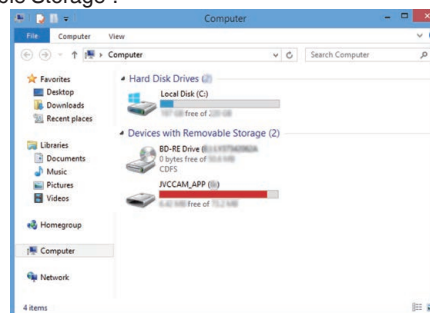 ble Storage".
Computer
File Computer View
Computer
Search Computer
Favorites
Desktop
Downloads
Recent places
Libraries
Documents
Music
Pictures
Videos
Homegroup
Computer
Network
Hard Disk Drives (2)
Local Disk (C:)
free of
Devices with Removable Storage (2)
BD-RE Drive
0 bytes free of
CDFS
JVCCAM_APP
free of
4 items